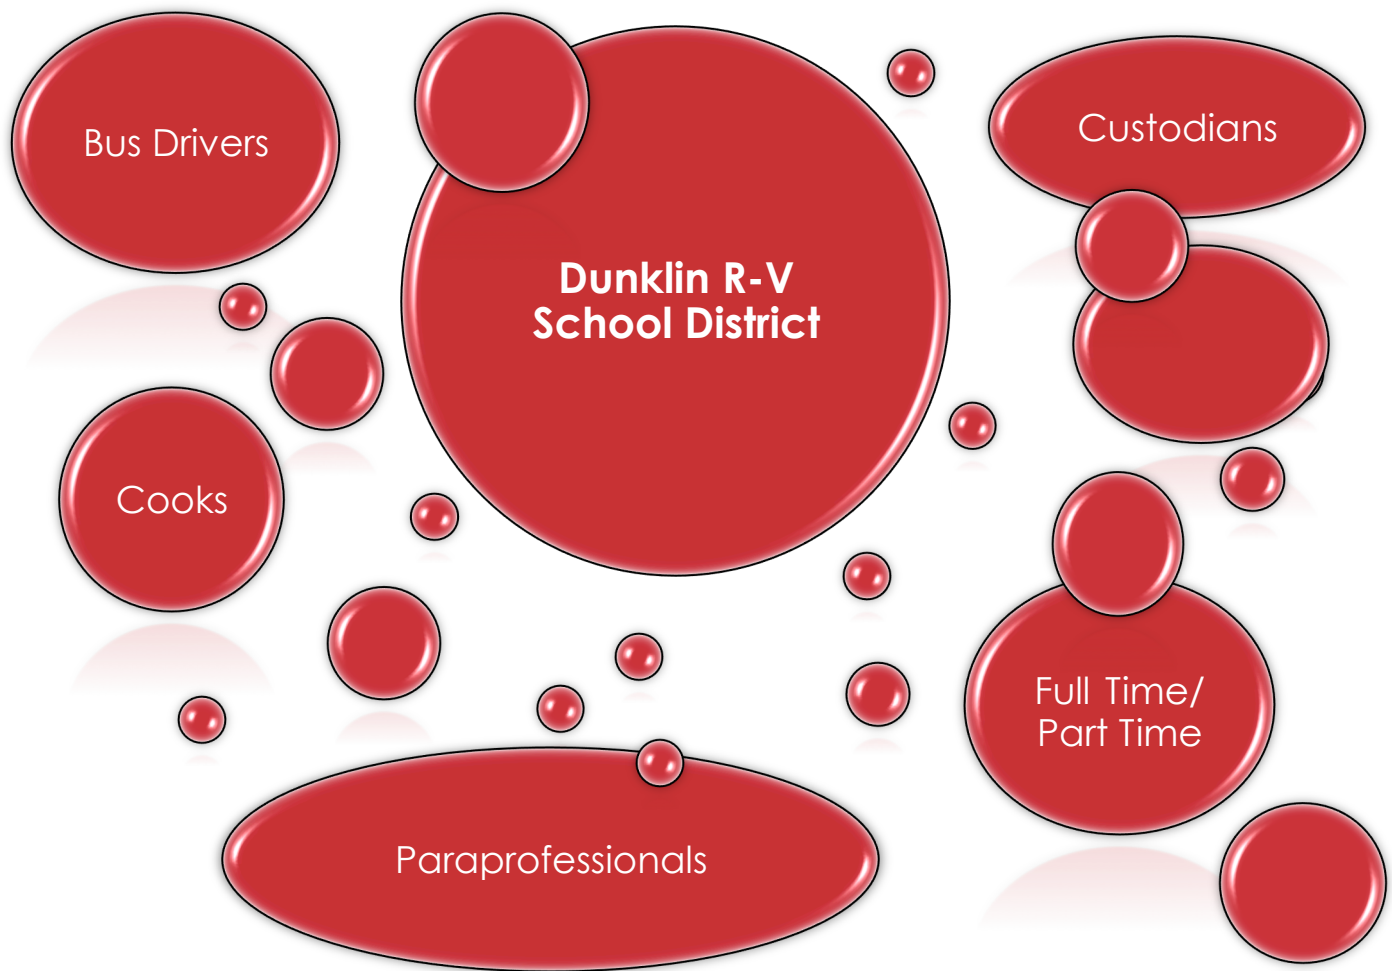 Bus Drivers
Custodians
Dunklin R-V
School District
Cooks
Full Time/
Part Time
Paraprofessionals